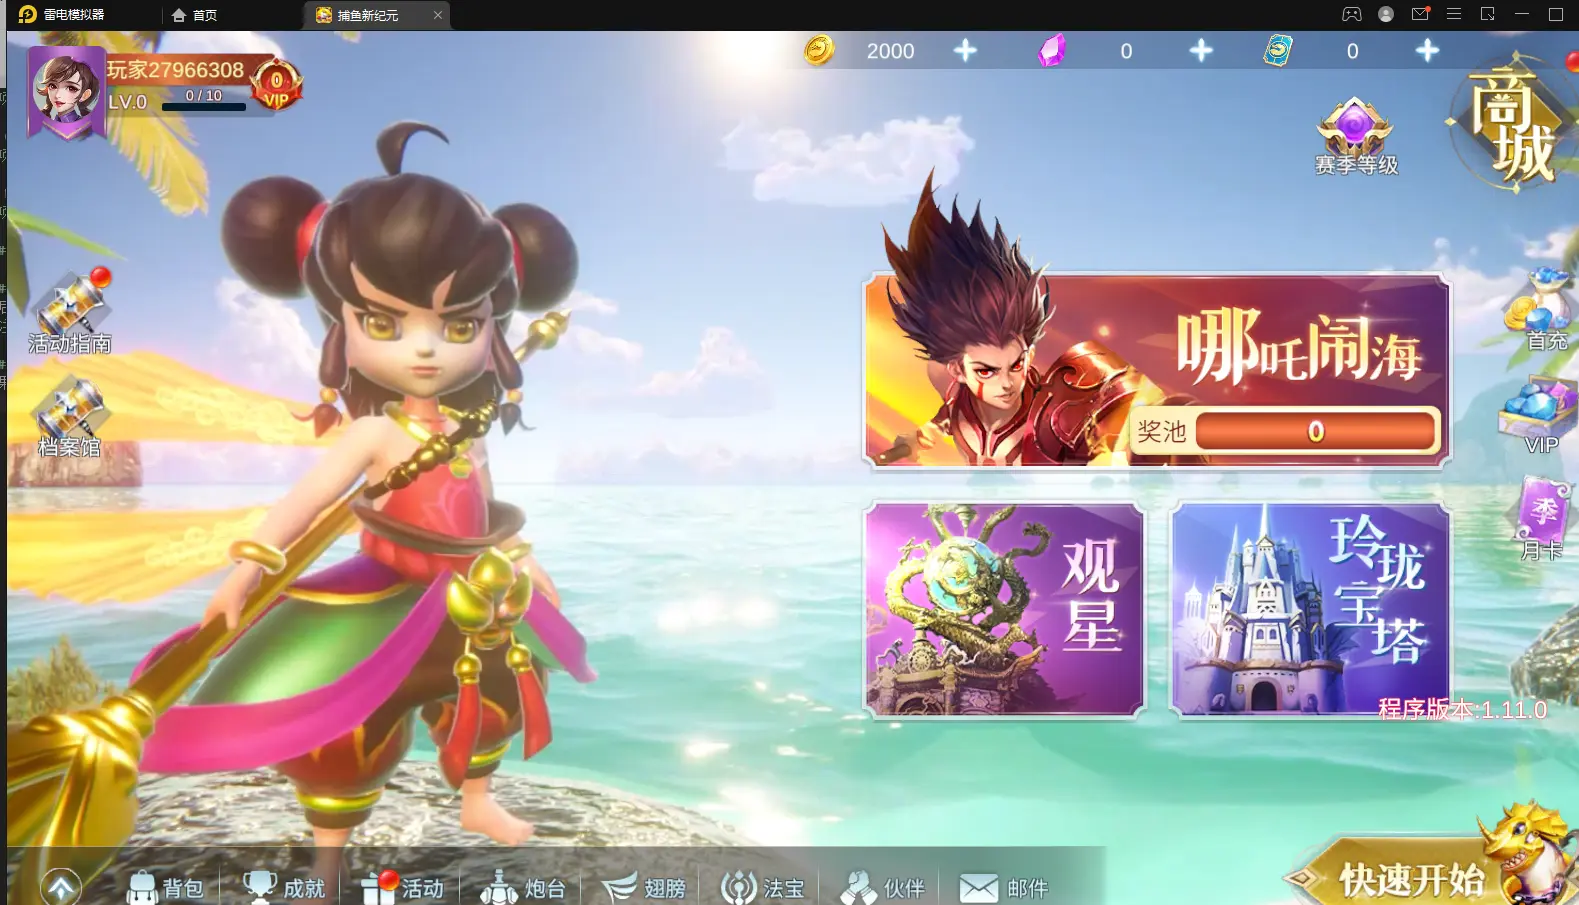 雷电模拟器
首页
捕鱼新纪元
玩家27966308
LV.0
0 / 10
0
VIP
2000
0
0
赛季等级
商城
活动指南
档案馆
哪吒闹海
奖池
0
首充
VIP
季
月卡
观星
玲珑宝塔
程序版本:1.11.0
背包
成就
活动
炮台
翅膀
法宝
伙伴
邮件
快速开始